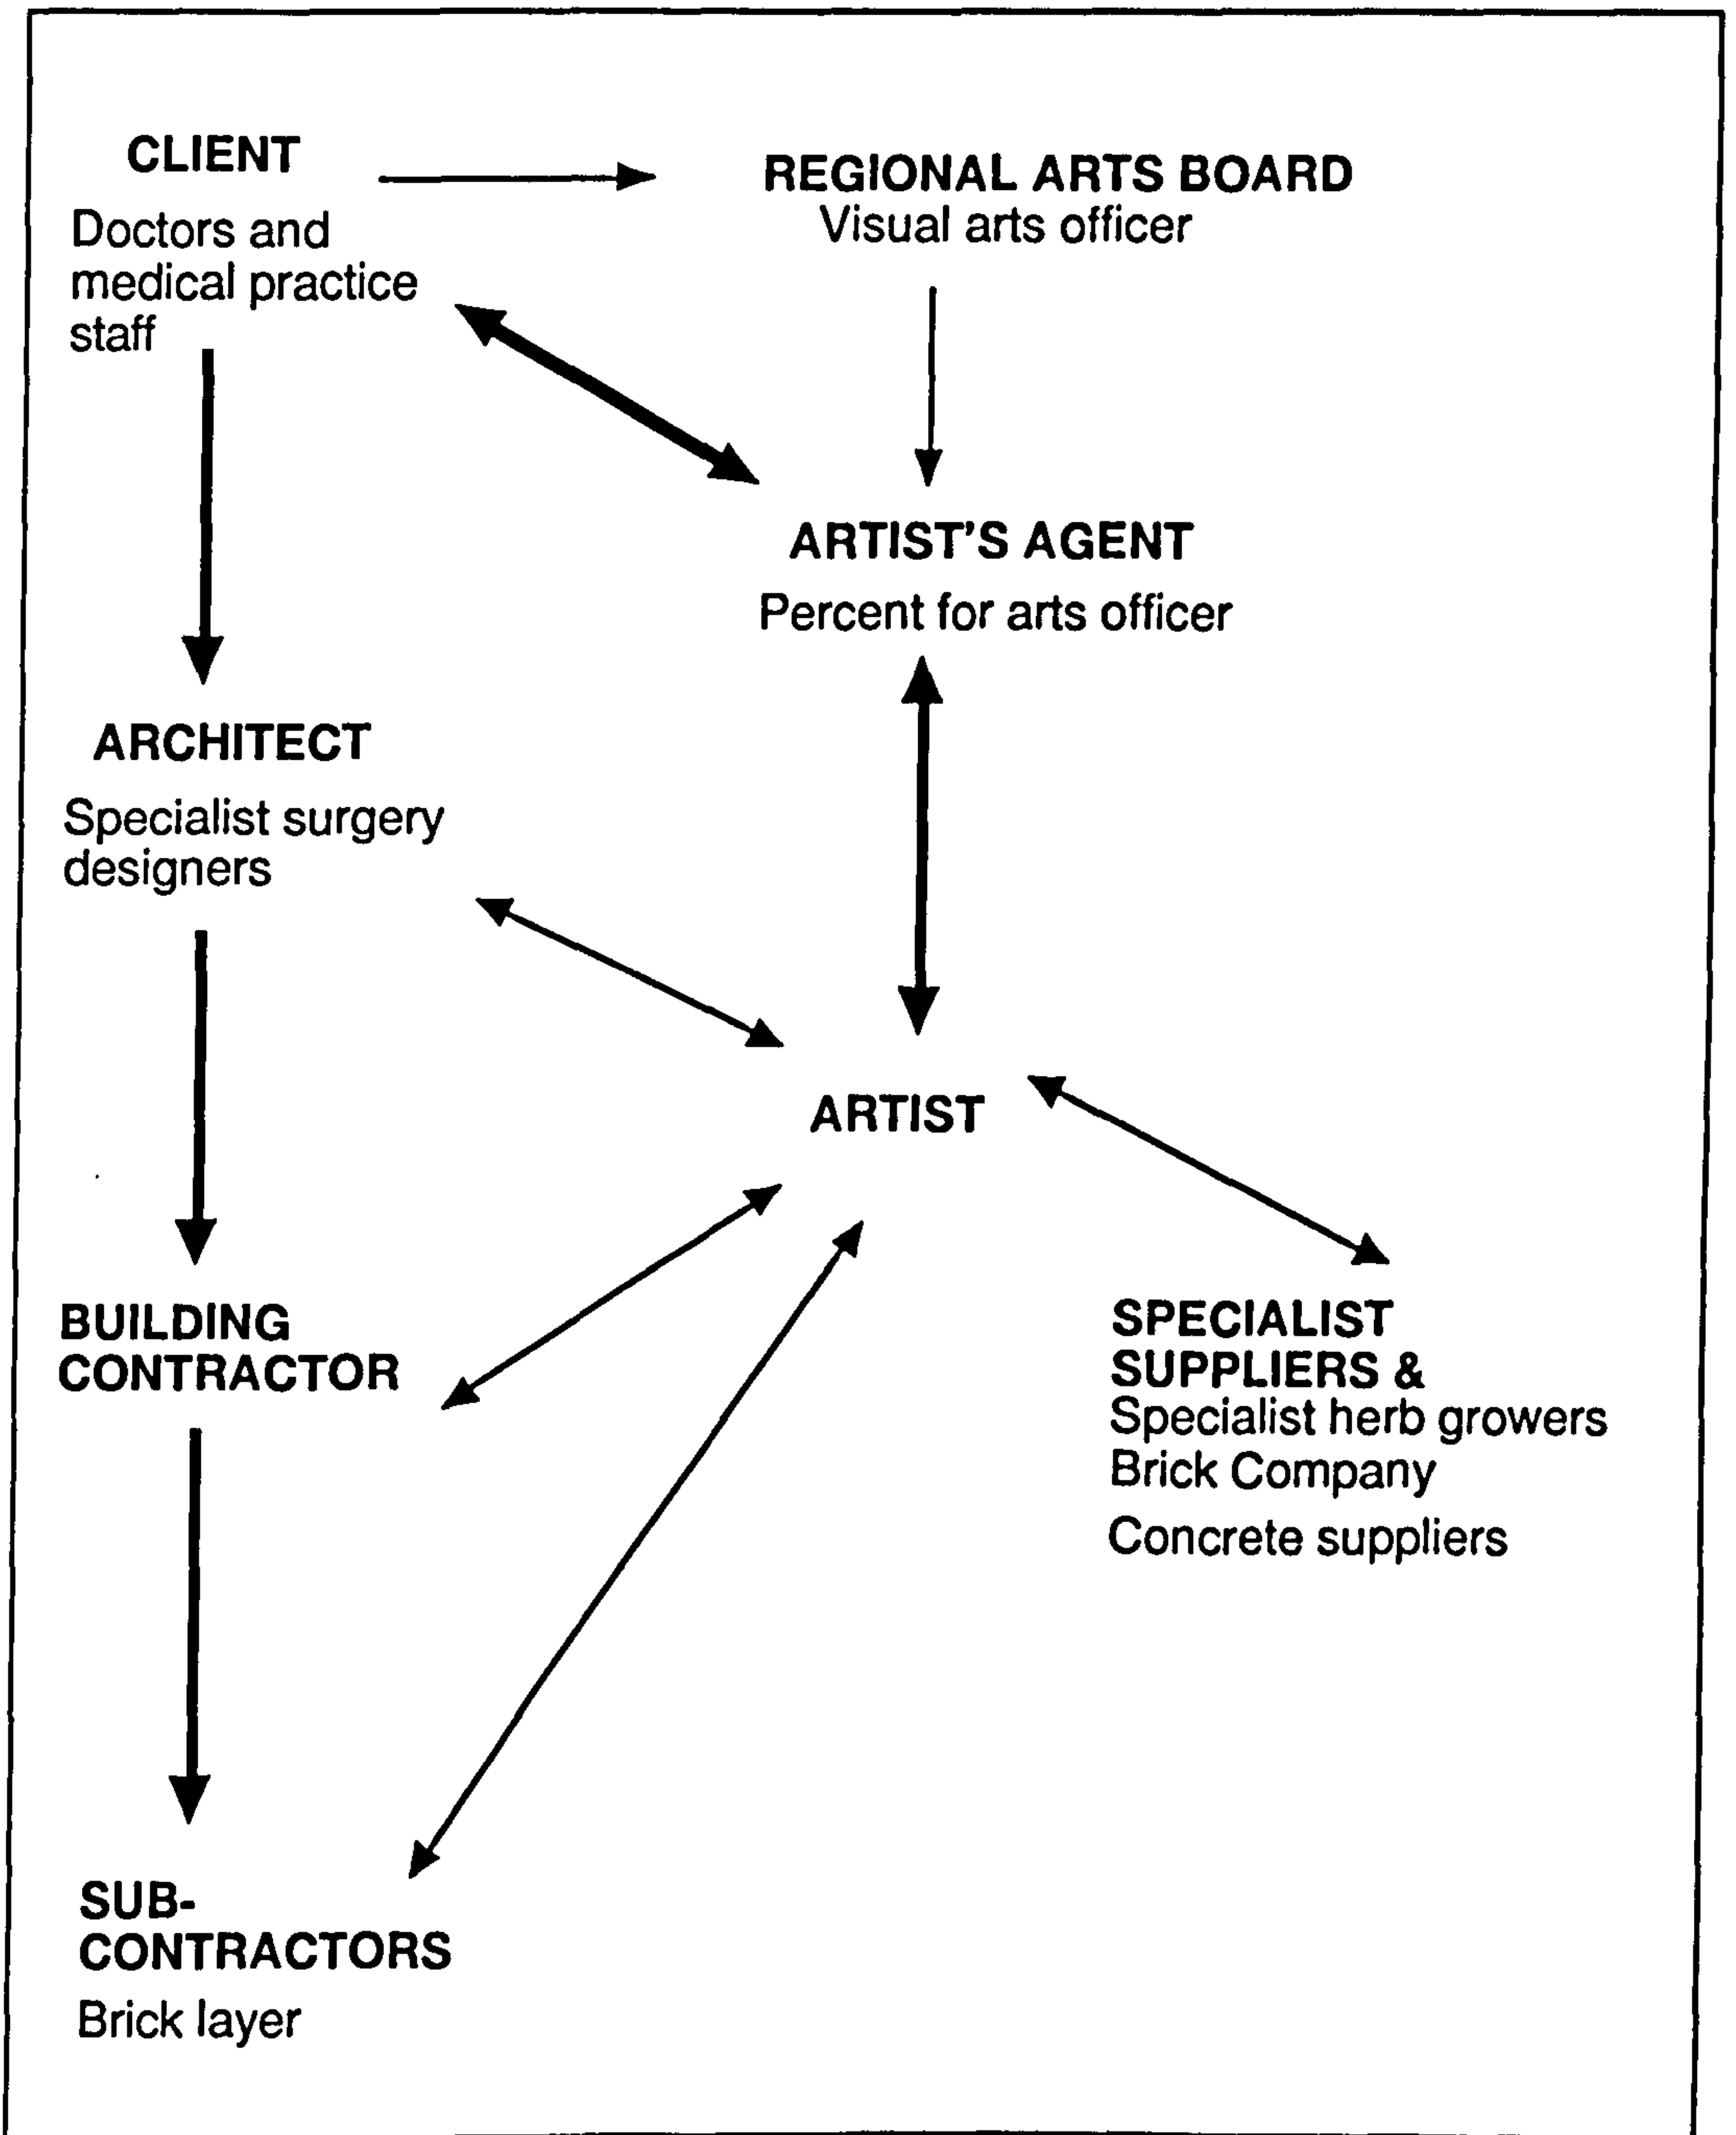 CLIENT
Doctors and
medical practice
staff
REGIONAL ARTS BOARD
Visual arts officer
ARTIST'S AGENT
Percent for arts officer
ARCHITECT
Specialist surgery
designers
ARTIST
BUILDING
CONTRACTOR
SPECIALIST
SUPPLIERS &
Specialist herb growers
Brick Company
Concrete suppliers
SUB-
CONTRACTORS
Brick layer